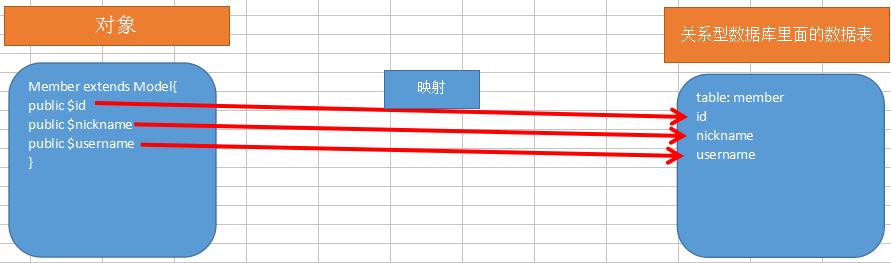 对象
Member extends Model{
public $id
public $nickname
public $username
}
映射
关系型数据库里面的数据表
table: member
id
nickname
username